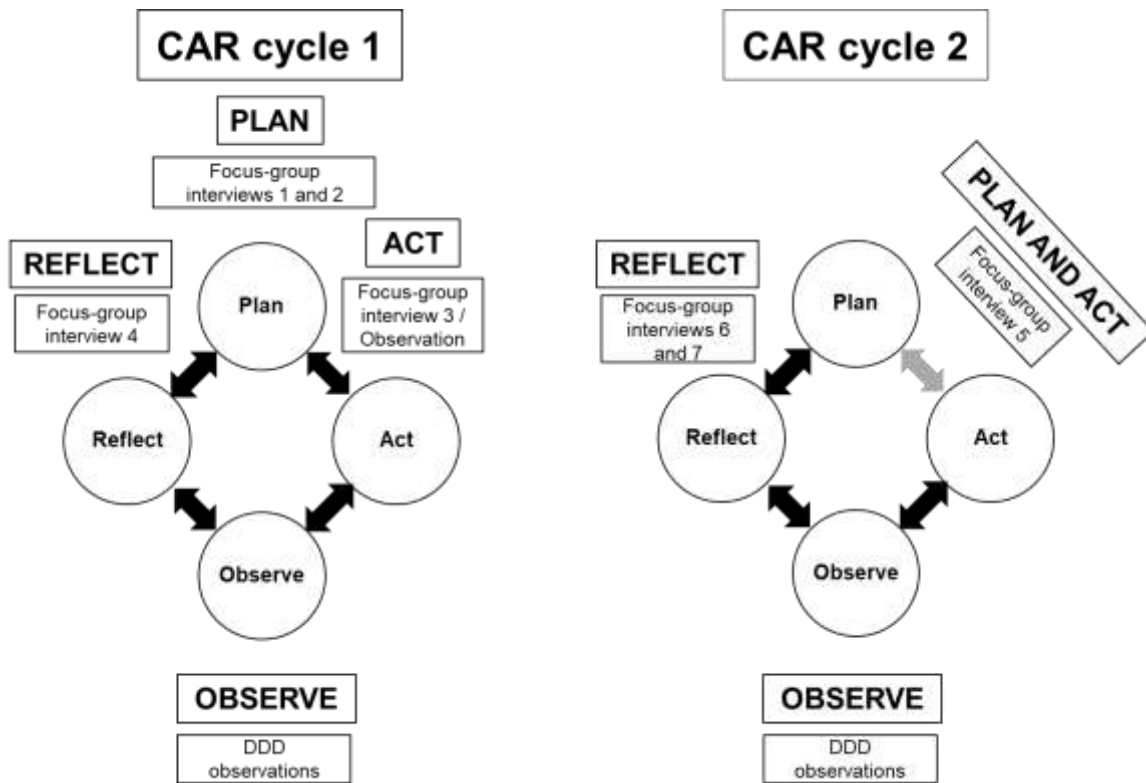 CAR cycle 1
PLAN
Focus-group
interviews 1 and 2
REFLECT
Focus-group
interview 4
ACT
Focus-group
interview 3 /
Observation
Plan
Reflect
Act
Observe
OBSERVE
DDD
observations
CAR cycle 2
PLAN AND ACT
Focus-group
interview 5
REFLECT
Focus-group
interviews 6
and 7
Plan
Reflect
Act
Observe
OBSERVE
DDD
observations